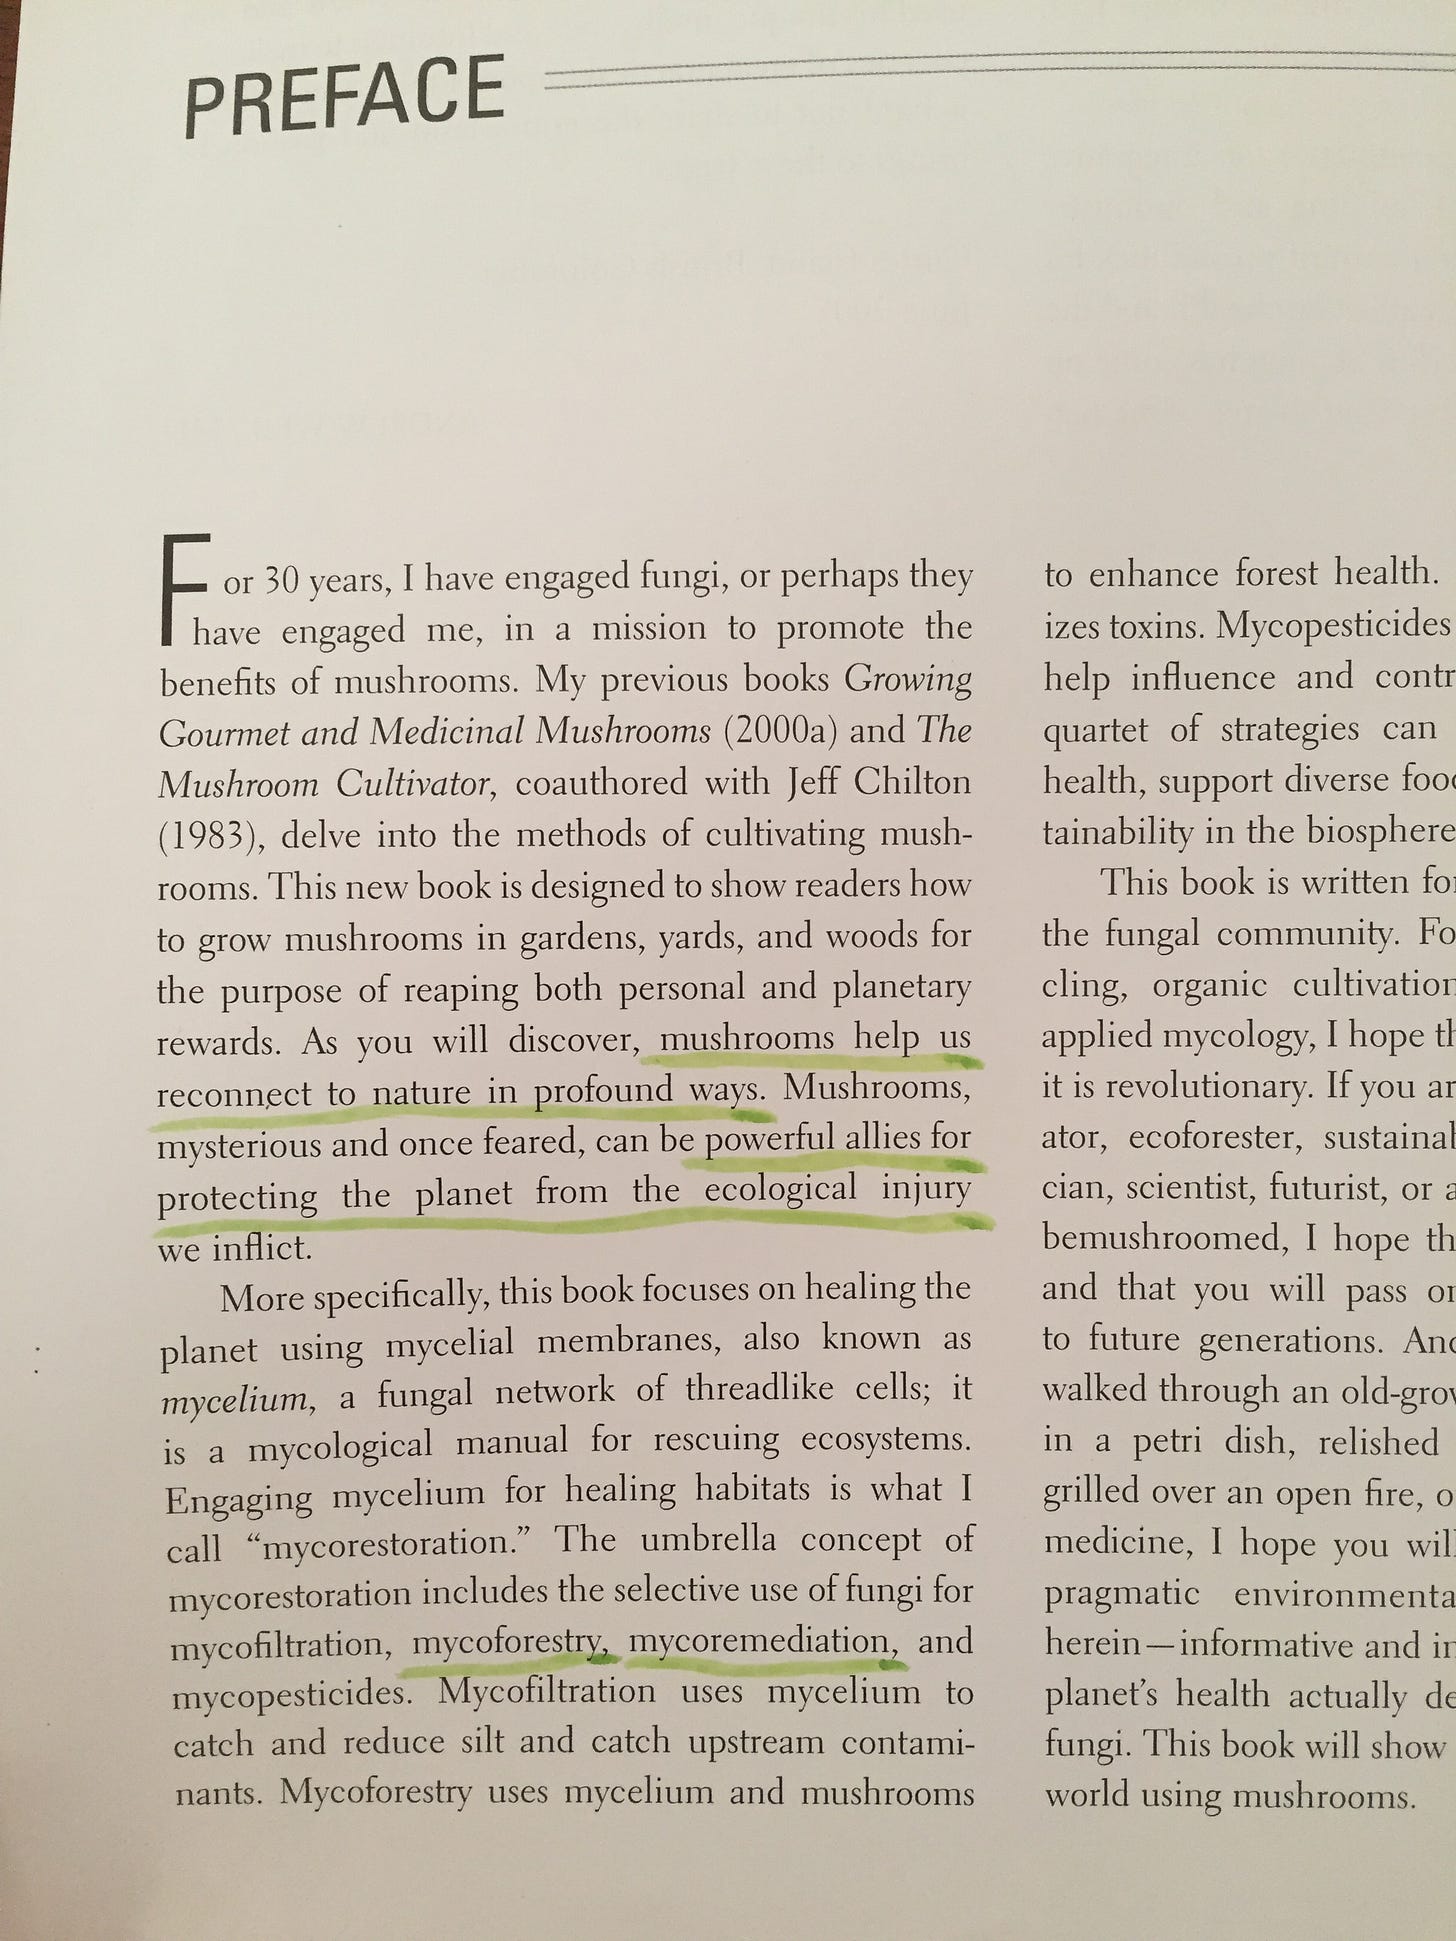 PREFACE
For 30 years, I have engaged fungi, or perhaps they
have engaged me, in a mission to promote the
benefits of mushrooms. My previous books Growing
Gourmet and Medicinal Mushrooms (2000a) and The
Mushroom Cultivator, coauthored with Jeff Chilton
(1983), delve into the methods of cultivating mush-
rooms. This new book is designed to show readers how
to grow mushrooms in gardens, yards, and woods for
the purpose of reaping both personal and planetary
rewards. As you will discover, mushrooms help us
reconnect to nature in profound ways. Mushrooms,
mysterious and once feared, can be powerful allies for
protecting the planet from the ecological injury
we inflict.
More specifically, this book focuses on healing the
planet using mycelial membranes, also known as
mycelium, a fungal network of threadlike cells; it
is a mycological manual for rescuing ecosystems.
Engaging mycelium for healing habitats is what I
call “mycorestoration.” The umbrella concept of
mycorestoration includes the selective use of fungi for
mycofiltration, mycoforestry, mycoremediation, and
mycopesticides. Mycofiltration uses mycelium to
catch and reduce silt and catch upstream contami-
nants. Mycoforestry uses mycelium and mushrooms
to enhance forest health.
izes toxins. Mycopesticides
help influence and
quartet of strategies can
health, support diverse
tainability in the biosphere
This book is written
the fungal community.
cling, organic
applied mycology, I hope
it is revolutionary. If you
ator, ecoforester,
cian, scientist, futurist, or
bemushroomed, I hope
and that you will pass
to future generations.
walked through an
in a petri dish, relished
grilled over an open fire,
medicine, I hope you
pragmatic
herein—informative and
planet’s health actually
fungi. This book will show
world using mushrooms.